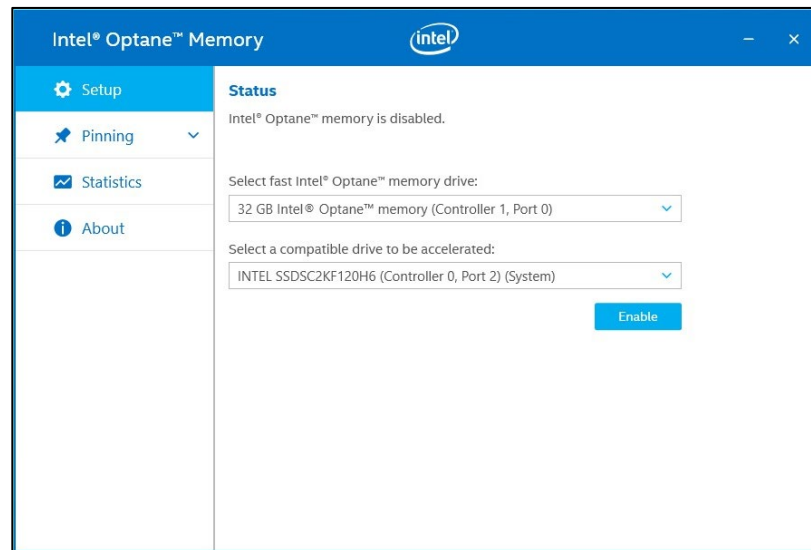 Intel® Optane™ Memory
intel
Setup
Pinning
Statistics
About
Status
Intel® Optane™ memory is disabled.
Select fast Intel® Optane™ memory drive:
32 GB Intel® Optane™ memory (Controller 1, Port 0)
Select a compatible drive to be accelerated:
INTEL SSDSC2KF120H6 (Controller 0, Port 2) (System)
Enable